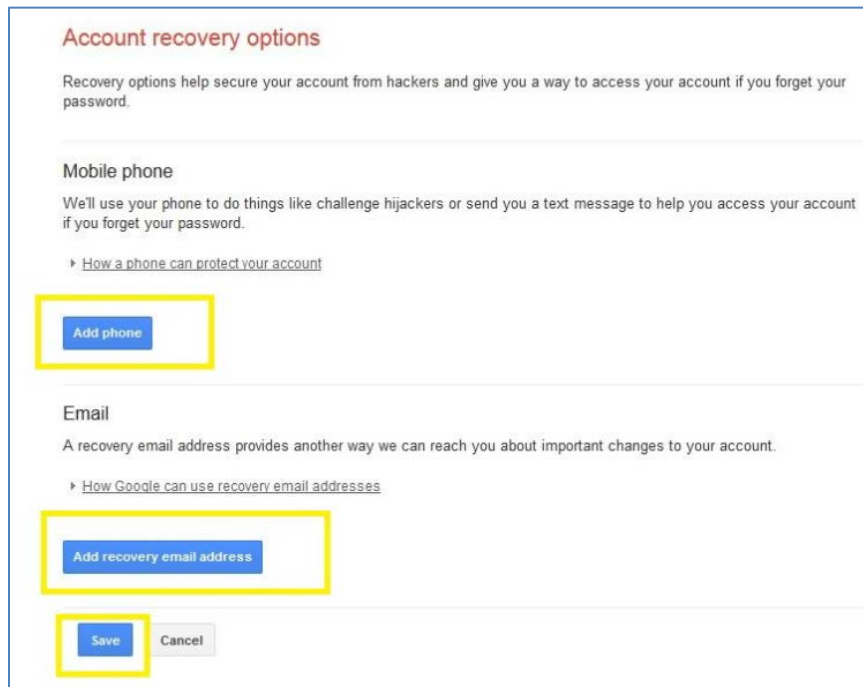 Account recovery options
Recovery options help secure your account from hackers and give you a way to access your account if you forget your
password.
Mobile phone
We'll use your phone to do things like challenge hijackers or send you a text message to help you access your account
if you forget your password.
How a phone can protect your account
Add phone
Email
A recovery email address provides another way we can reach you about important changes to your account.
How Google can use recovery email addresses
Add recovery email address
Save Cancel